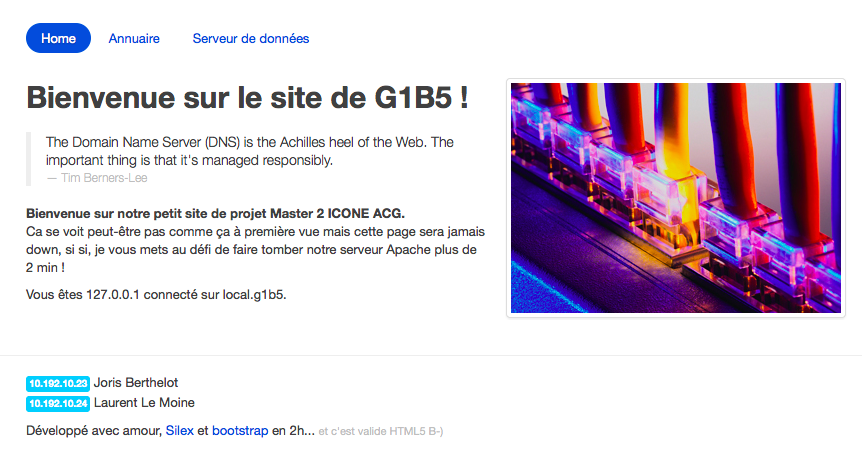 Home Annuaire Serveur de données
Bienvenue sur le site de G1B5 !
The Domain Name Server (DNS) is the Achilles heel of the Web. The
important thing is that it's managed responsibly.
— Tim Berners-Lee
Bienvenue sur notre petit site de projet Master 2 ICONE ACG.
Ca se voit peut-être pas comme ça à première vue mais cette page sera jamais
down, si si, je vous mets au défi de faire tomber notre serveur Apache plus de
2 min !
Vous êtes 127.0.0.1 connecté sur local.g1b5.
10.192.10.23 Joris Berthelot
10.192.10.24 Laurent Le Moine
Développé avec amour, Silex et bootstrap en 2h... et c'est valide HTML5 B-)